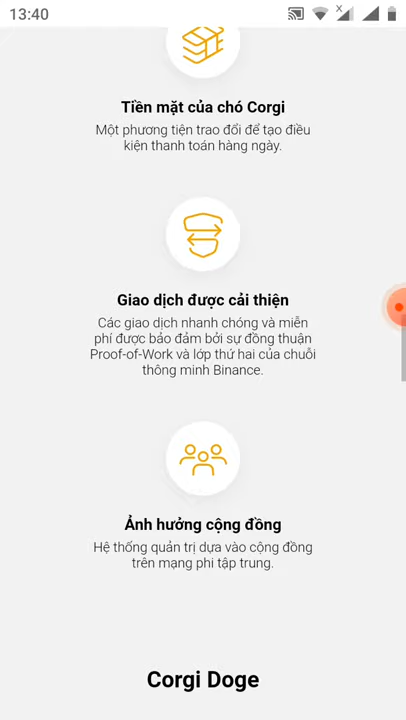 13:40
Tiền mặt của chó Corgi
Một phương tiện trao đổi để tạo điều
kiện thanh toán hàng ngày.
Giao dịch được cải thiện
Các giao dịch nhanh chóng và miễn
phí được bảo đảm bởi sự đồng thuận
Proof-of-Work và lớp thứ hai của chuỗi
thông minh Binance.
Ảnh hưởng cộng đồng
Hệ thống quản trị dựa vào cộng đồng
trên mạng phi tập trung.
Corgi Doge